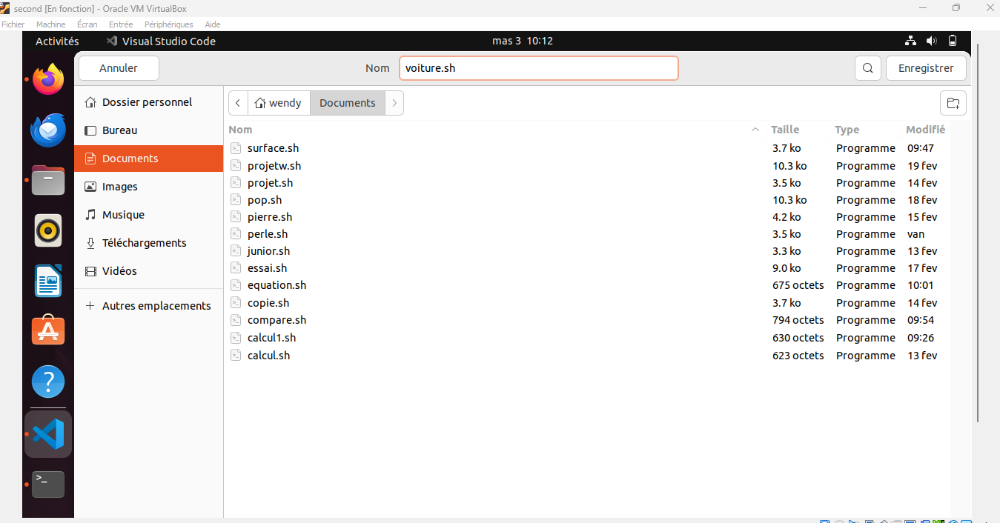 second [En fonction] - Oracle VM VirtualBox
Fichier Machine Écran Entrée Périphériques Aide
Activités Visual Studio Code mas 3 10:12
Annuler Nom voiture.sh Enregistrer
Dossier personnel
Bureau
Documents
Images
Musique
Téléchargements
Vidéos
Autres emplacements
wendy Documents
Nom Taille Type Modifié
surface.sh 3.7 ko Programme 09:47
projetw.sh 10.3 ko Programme 19 fev
projet.sh 3.5 ko Programme 14 fev
pop.sh 10.3 ko Programme 18 fev
pierre.sh 4.2 ko Programme 15 fev
perle.sh 3.5 ko Programme van
junior.sh 3.3 ko Programme 13 fev
essai.sh 9.0 ko Programme 17 fev
equation.sh 675 octets Programme 10:01
copie.sh 3.7 ko Programme 14 fev
compare.sh 794 octets Programme 09:54
calcul1.sh 630 octets Programme 09:26
calcul.sh 623 octets Programme 13 fev